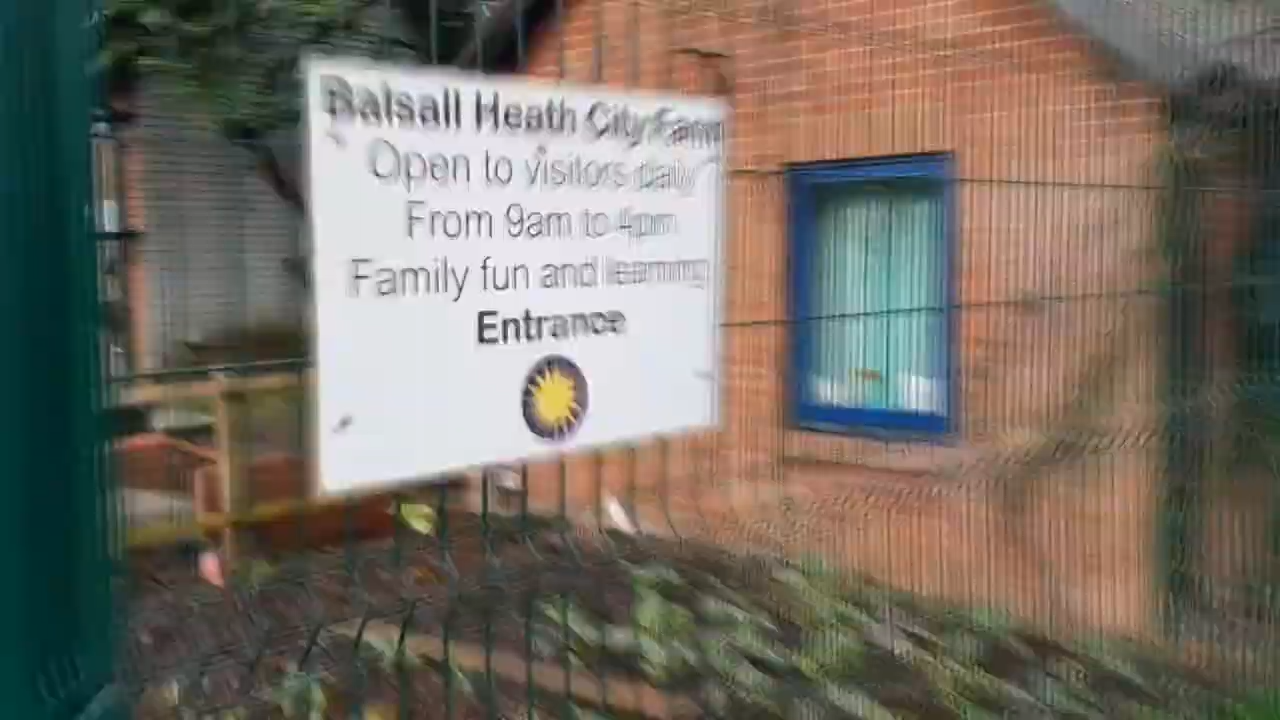 Balsall Heath City Farm
Open to visitors daily
From 9am to 4pm
Family fun and learning
Entrance